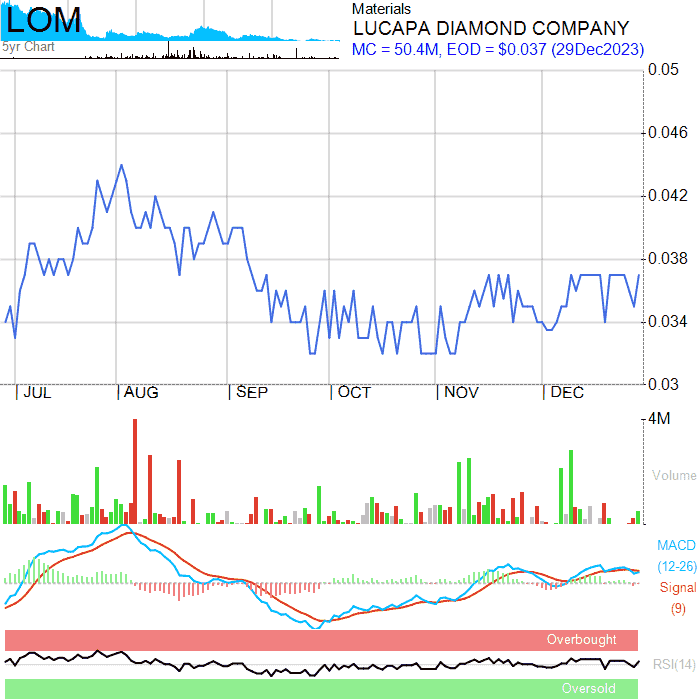 LOM
5yr Chart
Materials
LUCAPA DIAMOND COMPANY
MC = 50.4M, EOD = $0.037 (29Dec2023)
0.05
0.046
0.042
0.038
0.034
0.03
JUL AUG SEP OCT NOV DEC
4M
Volume
MACD
(12-26)
Signal
(9)
Overbought
RSI(14)
Oversold